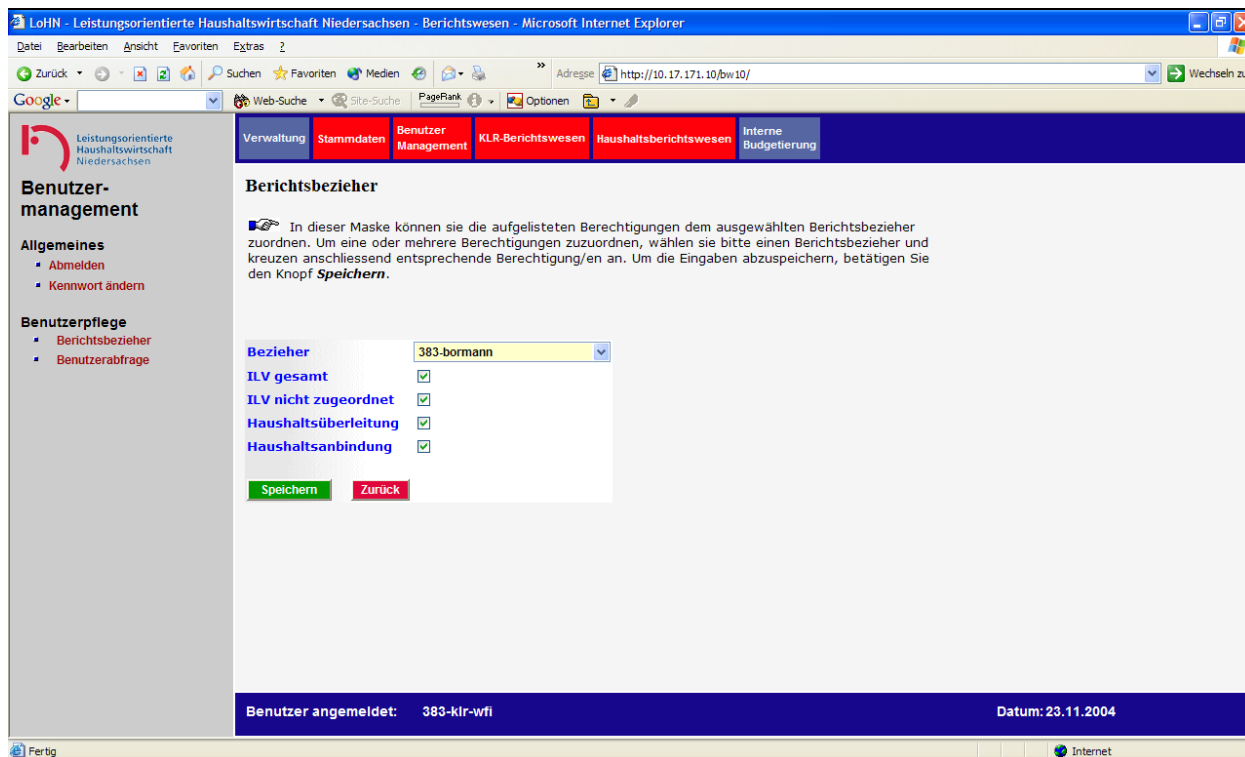 LoHN - Leistungsorientierte Haushaltswirtschaft Niedersachsen - Berichtswesen - Microsoft Internet Explorer
Datei Bearbeiten Ansicht Favoriten Extras ?
Zurück Suchen Favoriten Medien » Adresse http://10.17.171.10/bw10/ Wechseln zu
Google Web-Suche Site-Suche PageRank Optionen
Leistungsorientierte
Haushaltswirtschaft
Niedersachsen
Verwaltung Stammdaten Benutzer Management KLR-Berichtswesen Haushaltsberichtswesen Interne Budgetierung
Benutzer-
management
Allgemeines
Abmelden
Kennwort ändern
Benutzerpflege
Berichtsbezieher
Benutzerabfrage
Berichtsbezieher
In dieser Maske können sie die aufgelisteten Berechtigungen dem ausgewählten Berichtsbezieher
zuordnen. Um eine oder mehrere Berechtigungen zuzuordnen, wählen sie bitte einen Berichtsbezieher und
kreuzen anschliessend entsprechende Berechtigung/en an. Um die Eingaben abzuspeichern, betätigen Sie
den Knopf Speichern.
Bezieher 383-bormann
ILV gesamt
ILV nicht zugeordnet
Haushaltsüberleitung
Haushaltsanbindung
Speichern Zurück
Benutzer angemeldet: 383-klr-wfi Datum: 23.11.2004
Fertig Internet